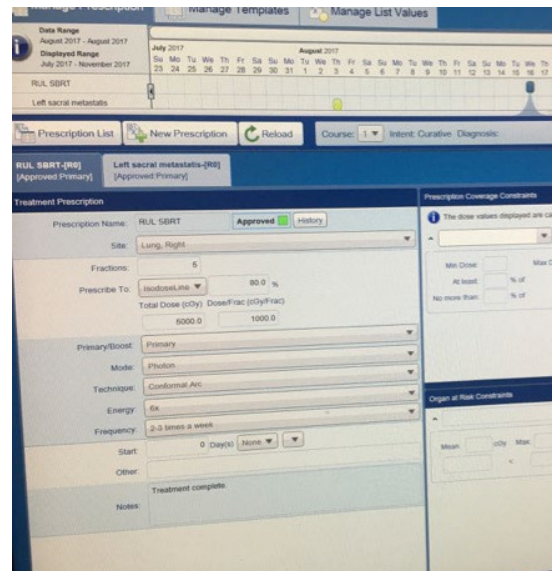 Manage Prescription Manage Templates Manage List Values
Data Range
August 2017 - August 2017
Displayed Range
July 2017 - November 2017
July 2017 August 2017
Su Mo Tu We Th Fr Sa Su Mo Tu We Th Fr Sa Su Mo Tu We Th Fr Sa Su Mo Tu We Th
23 24 25 26 27 28 29 30 31 1 2 3 4 5 6 7 8 9 10 11 12 13 14 15 16 17
RUL SBRT
Left sacral metastatis
Prescription List New Prescription Reload Course: 1 Intent: Curative Diagnosis:
RUL SBRT-[R0]
[Approved:Primary]
Left sacral metastatis-[R0]
[Approved:Primary]
Treatment Prescription
Prescription Name: RUL SBRT Approved History
Site: Lung, Right
Fractions: 5
Prescribe To: IsodoseLine 80.0 %
Total Dose (cGy) Dose/Frac (cGy/Frac)
5000.0 1000.0
Primary/Boost: Primary
Mode: Photon
Technique: Conformal Arc
Energy: 6x
Frequency: 2-3 times a week
Start: 0 Day(s) None
Other:
Notes: Treatment complete.
Prescription Coverage Constraints
The dose values displayed are ca
Min Dose: Max D
At least: % of
No more than: % of
Organ at Risk Constraints
Mean: cGy Max:
<